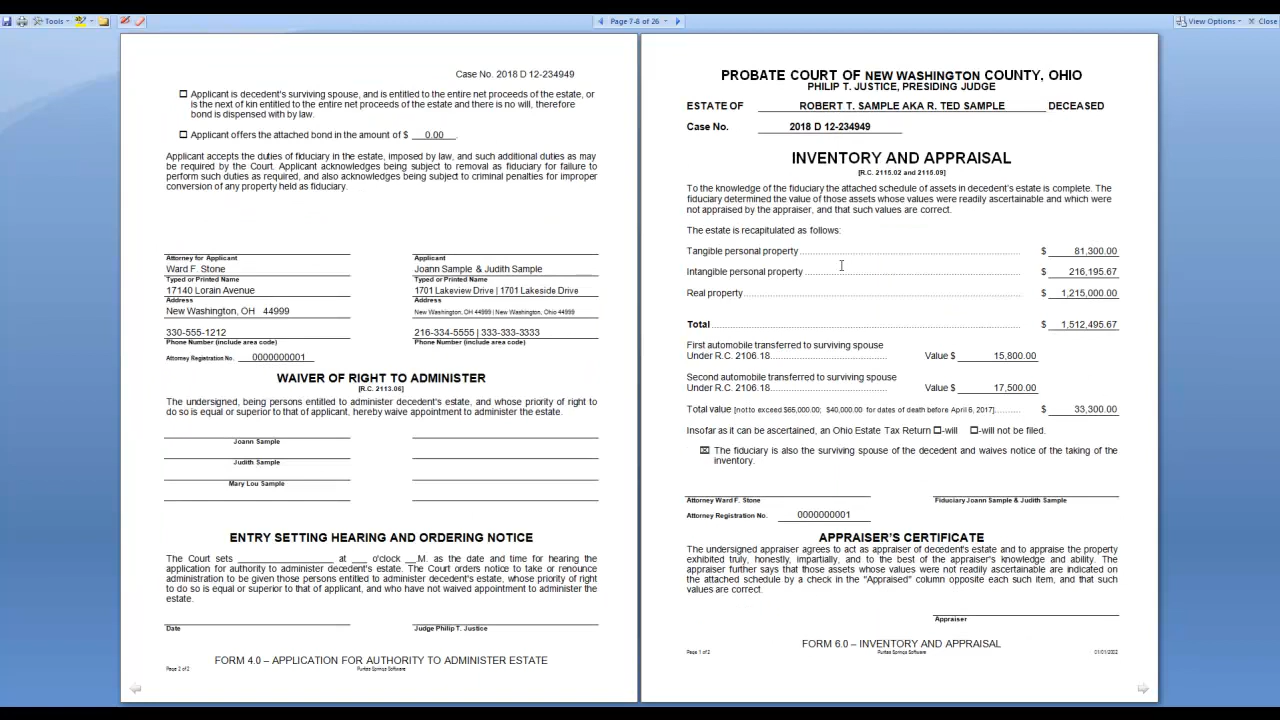 Tools
Page 7-8 of 26
View Options
Close
Case No. 2018 D 12-234949
Applicant is decedent's surviving spouse, and is entitled to the entire net proceeds of the estate, or
is the next of kin entitled to the entire net proceeds of the estate and there is no will, therefore
bond is dispensed with by law.
Applicant offers the attached bond in the amount of $ 0.00 .
Applicant accepts the duties of fiduciary in the estate, imposed by law, and such additional duties as may
be required by the Court. Applicant acknowledges being subject to removal as fiduciary for failure to
perform such duties as required, and also acknowledges being subject to criminal penalties for improper
conversion of any property held as fiduciary.
Attorney for Applicant
Ward F. Stone
Typed or Printed Name
17140 Lorain Avenue
Address
New Washington, OH 44999
330-555-1212
Phone Number (include area code)
Attorney Registration No. 0000000001
Applicant
Joann Sample & Judith Sample
Typed or Printed Name
1701 Lakeview Drive | 1701 Lakeside Drive
Address
New Washington, OH 44999 | New Washington, Ohio 44999
216-334-5555 | 333-333-3333
Phone Number (include area code)
WAIVER OF RIGHT TO ADMINISTER
[R.C. 2113.06]
The undersigned, being persons entitled to administer decedent's estate, and whose priority of right to
do so is equal or superior to that of applicant, hereby waive appointment to administer the estate.
Joann Sample
Judith Sample
Mary Lou Sample
ENTRY SETTING HEARING AND ORDERING NOTICE
The Court sets ____________________ at ___ o'clock __M. as the date and time for hearing the
application for authority to administer decedent's estate. The Court orders notice to take or renounce
administration to be given those persons entitled to administer decedent's estate, whose priority of right
to do so is equal or superior to that of applicant, and who have not waived appointment to administer the
estate.
Date
Judge Philip T. Justice
FORM 4.0 – APPLICATION FOR AUTHORITY TO ADMINISTER ESTATE
Page 2 of 2
Puritas Springs Software
PROBATE COURT OF NEW WASHINGTON COUNTY, OHIO
PHILIP T. JUSTICE, PRESIDING JUDGE
ESTATE OF ROBERT T. SAMPLE AKA R. TED SAMPLE DECEASED
Case No. 2018 D 12-234949
INVENTORY AND APPRAISAL
[R.C. 2115.02 and 2115.09]
To the knowledge of the fiduciary the attached schedule of assets in decedent's estate is complete. The
fiduciary determined the value of those assets whose values were readily ascertainable and which were
not appraised by the appraiser, and that such values are correct.
The estate is recapitulated as follows:
Tangible personal property $ 81,300.00
Intangible personal property $ 216,195.67
Real property $ 1,215,000.00
Total $ 1,512,495.67
First automobile transferred to surviving spouse
Under R.C. 2106.18 Value $ 15,800.00
Second automobile transferred to surviving spouse
Under R.C. 2106.18 Value $ 17,500.00
Total value [not to exceed $65,000.00; $40,000.00 for dates of death before April 6, 2017] $ 33,300.00
Insofar as it can be ascertained, an Ohio Estate Tax Return ☐-will ☐-will not be filed.
☒ The fiduciary is also the surviving spouse of the decedent and waives notice of the taking of the
inventory.
Attorney Ward F. Stone
Fiduciary Joann Sample & Judith Sample
Attorney Registration No. 0000000001
APPRAISER'S CERTIFICATE
The undersigned appraiser agrees to act as appraiser of decedent's estate and to appraise the property
exhibited truly, honestly, impartially, and to the best of the appraiser's knowledge and ability. The
appraiser further says that those assets whose values were not readily ascertainable are indicated on
the attached schedule by a check in the "Appraised" column opposite each such item, and that such
values are correct.
Appraiser
FORM 6.0 – INVENTORY AND APPRAISAL
Page 1 of 2
Puritas Springs Software
01/01/2002